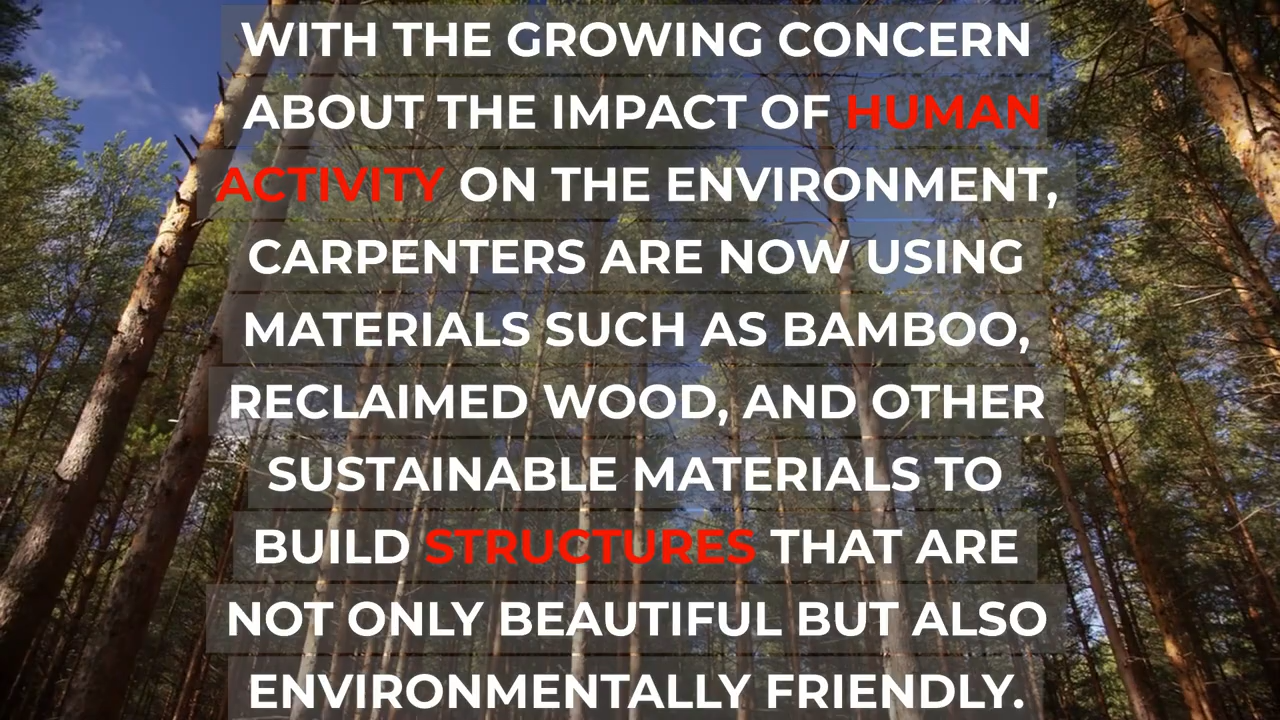 WITH THE GROWING CONCERN
ABOUT THE IMPACT OF HUMAN
ACTIVITY ON THE ENVIRONMENT,
CARPENTERS ARE NOW USING
MATERIALS SUCH AS BAMBOO,
RECLAIMED WOOD, AND OTHER
SUSTAINABLE MATERIALS TO
BUILD STRUCTURES THAT ARE
NOT ONLY BEAUTIFUL BUT ALSO
ENVIRONMENTALLY FRIENDLY.